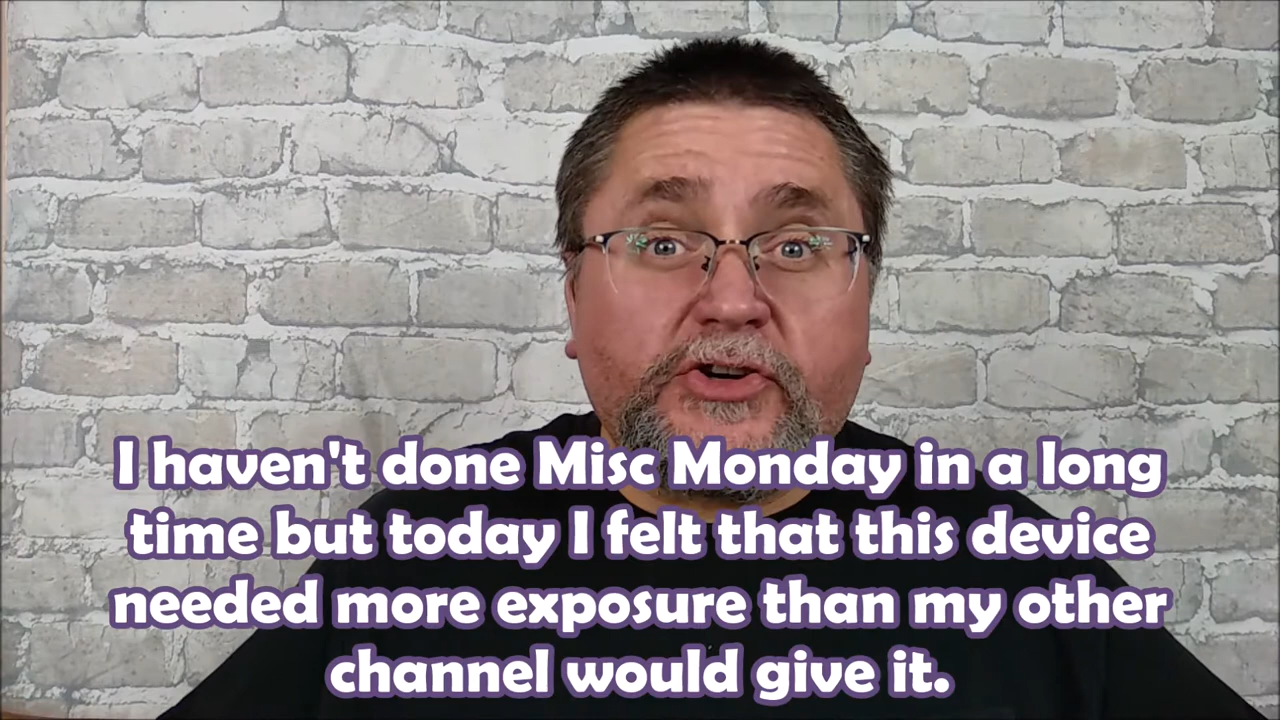 I haven't done Misc Monday in a long
time but today I felt that this device
needed more exposure than my other
channel would give it.